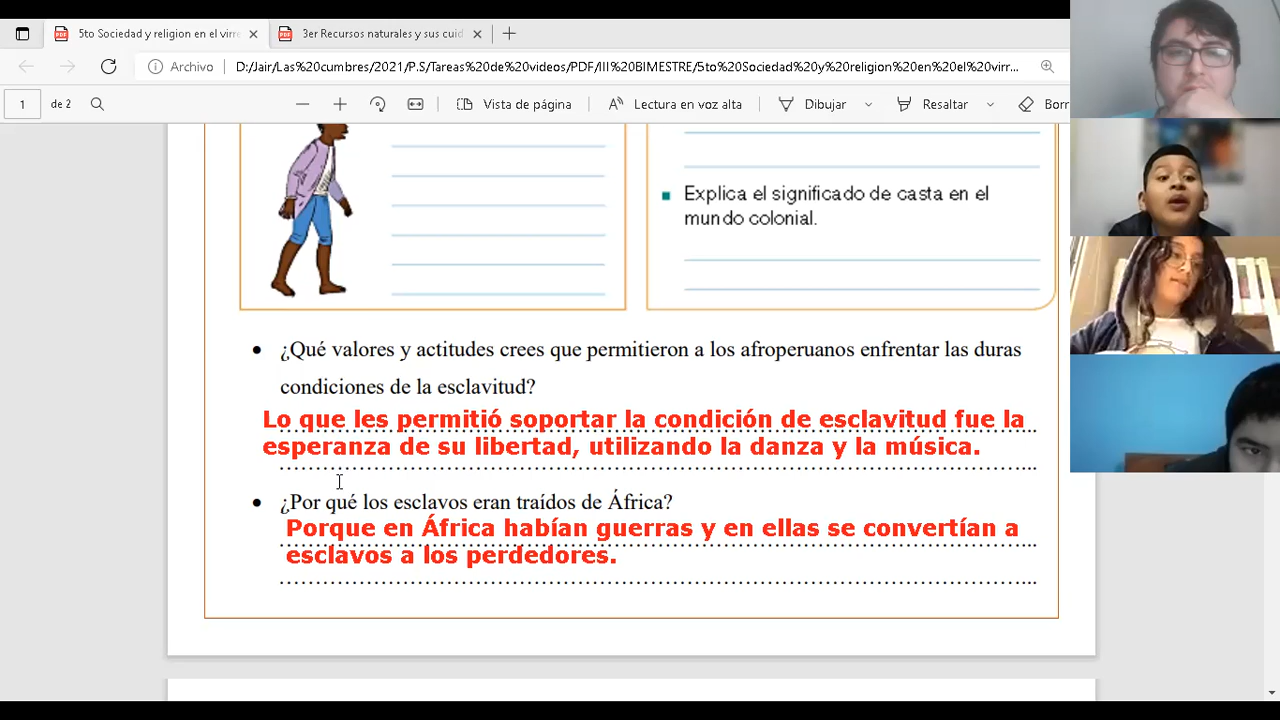 5to Sociedad y religion en el virre
3er Recursos naturales y sus cuid
Archivo
D:/Jair/Las%20cumbres/2021/P.S/Tareas%20de%20videos/PDF/III%20BIMESTRE/5to%20Sociedad%20y%20religion%20en%20el%20virr...
1 de 2
Vista de página
Lectura en voz alta
Dibujar
Resaltar
Borr
Explica el significado de casta en el
mundo colonial.
¿Qué valores y actitudes crees que permitieron a los afroperuanos enfrentar las duras
condiciones de la esclavitud?
Lo que les permitió soportar la condición de esclavitud fue la
esperanza de su libertad, utilizando la danza y la música.
¿Por qué los esclavos eran traídos de África?
Porque en África habían guerras y en ellas se convertían a
esclavos a los perdedores.